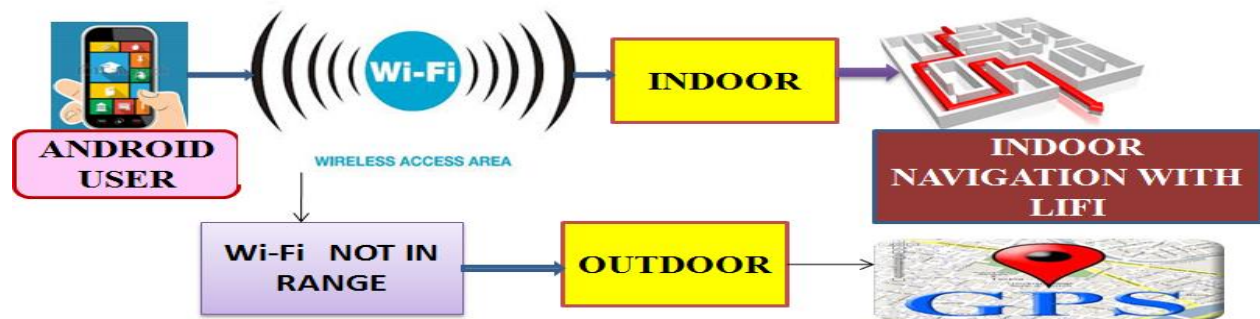 Wi-Fi
INDOOR
ANDROID
USER
WIRELESS ACCESS AREA
INDOOR
NAVIGATION WITH
LIFI
Wi-Fi NOT IN
RANGE
OUTDOOR
GPS